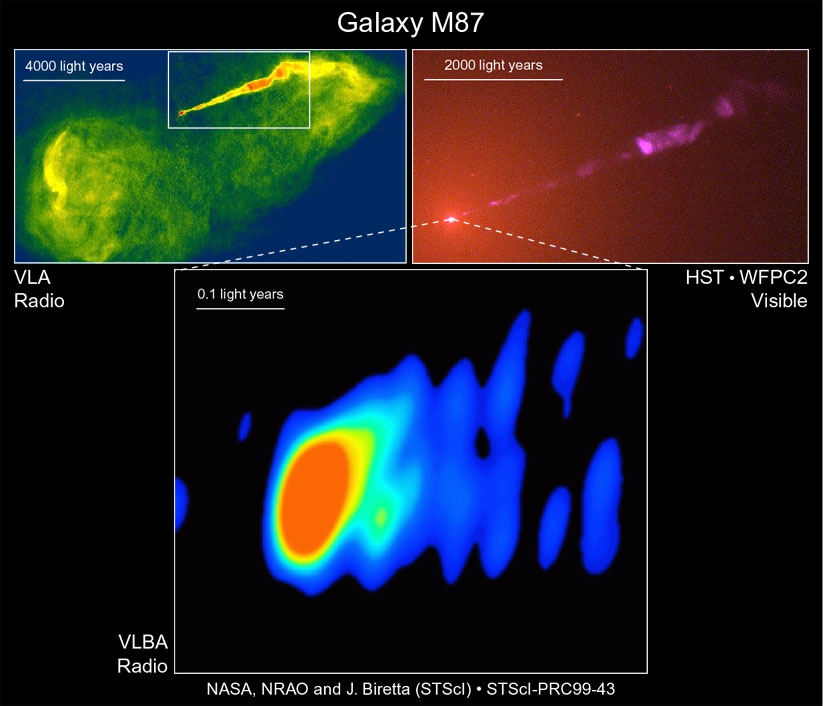 Galaxy M87
4000 light years
2000 light years
VLA
Radio
HST • WFPC2
Visible
0.1 light years
VLBA
Radio
NASA, NRAO and J. Biretta (STScI) • STScI-PRC99-43